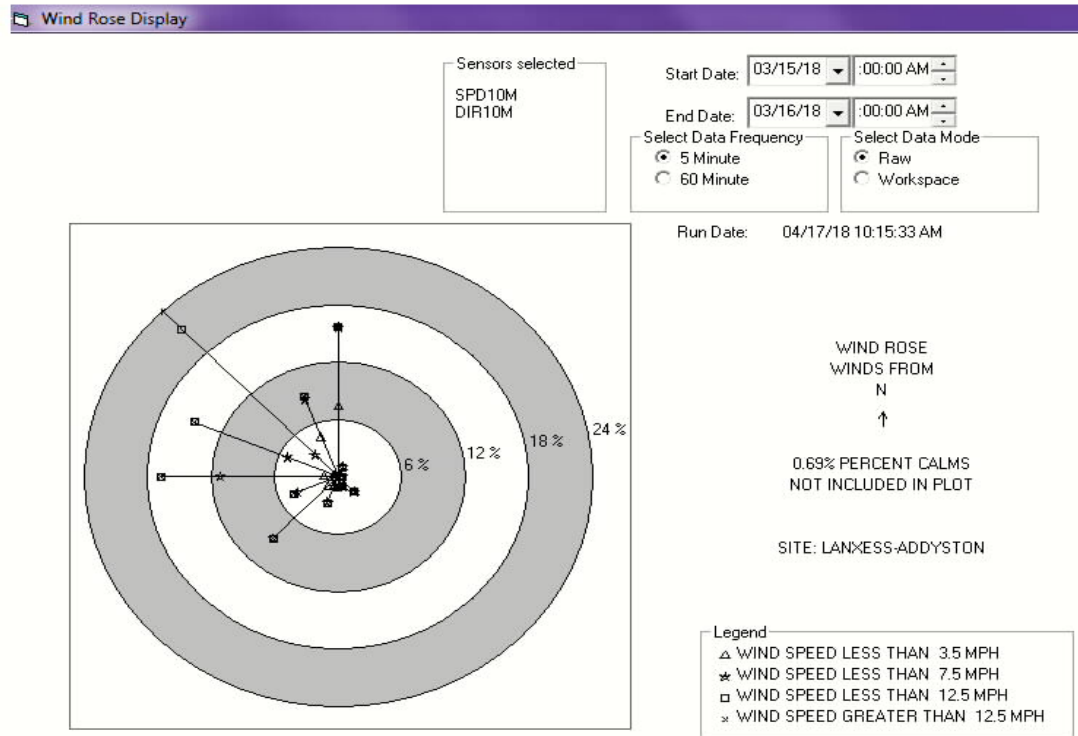 Wind Rose Display
Sensors selected
SPD10M
DIR10M
Start Date: 03/15/18 :00:00 AM
End Date: 03/16/18 :00:00 AM
Select Data Frequency
5 Minute
60 Minute
Select Data Mode
Raw
Workspace
Run Date: 04/17/18 10:15:33 AM
6 %
12 %
18 %
24 %
WIND ROSE
WINDS FROM
N
0.69% PERCENT CALMS
NOT INCLUDED IN PLOT
SITE: LANXESS-ADDYSTON
Legend
WIND SPEED LESS THAN 3.5 MPH
WIND SPEED LESS THAN 7.5 MPH
WIND SPEED LESS THAN 12.5 MPH
WIND SPEED GREATER THAN 12.5 MPH